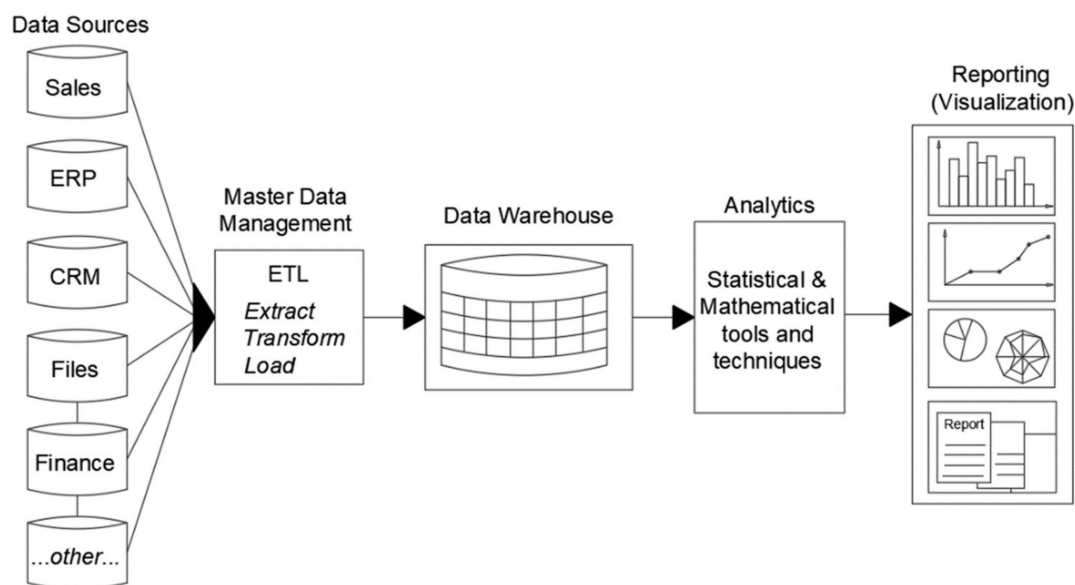 Data Sources
Sales
ERP
CRM
Files
Finance
...other...
Master Data
Management
ETL
Extract
Transform
Load
Data Warehouse
Analytics
Statistical &
Mathematical
tools and
techniques
Reporting
(Visualization)
Report